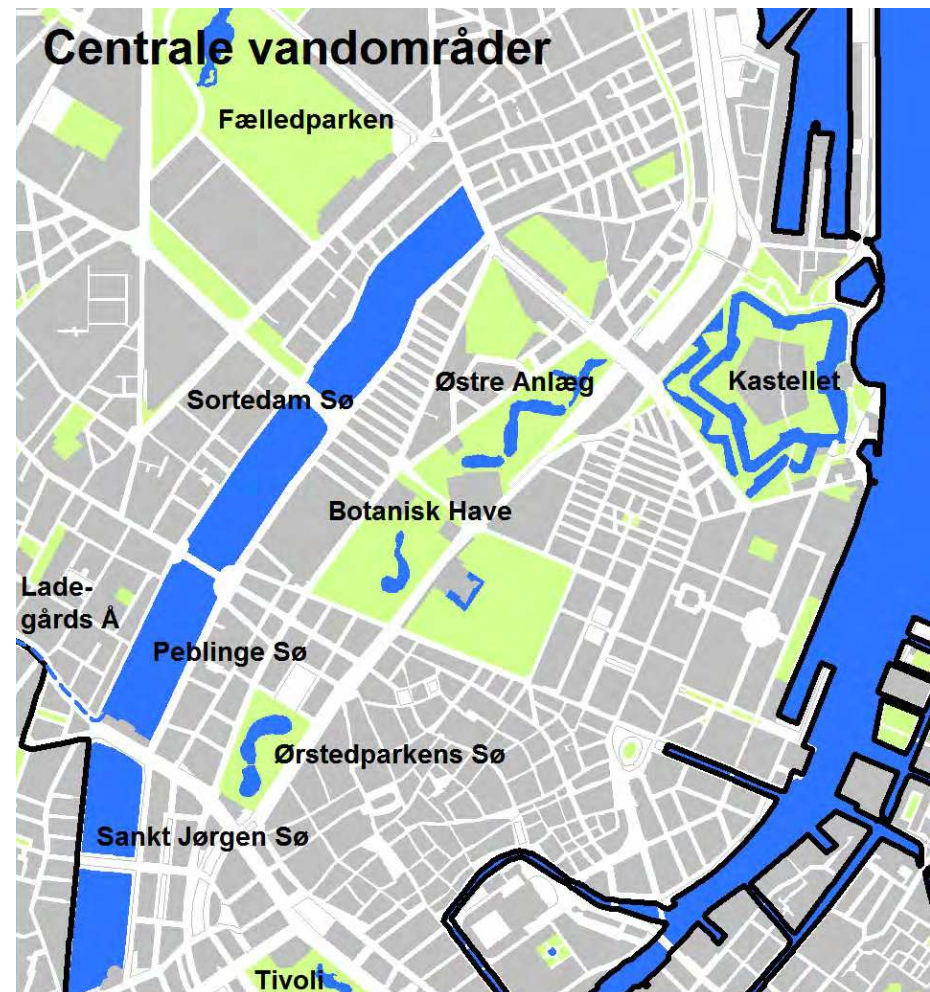 Centrale vandområder
Fælledparken
Østre Anlæg
Kastellet
Sortedam Sø
Botanisk Have
Lade-
gårds Å
Peblinge Sø
Ørstedparkens Sø
Sankt Jørgen Sø
Tivoli